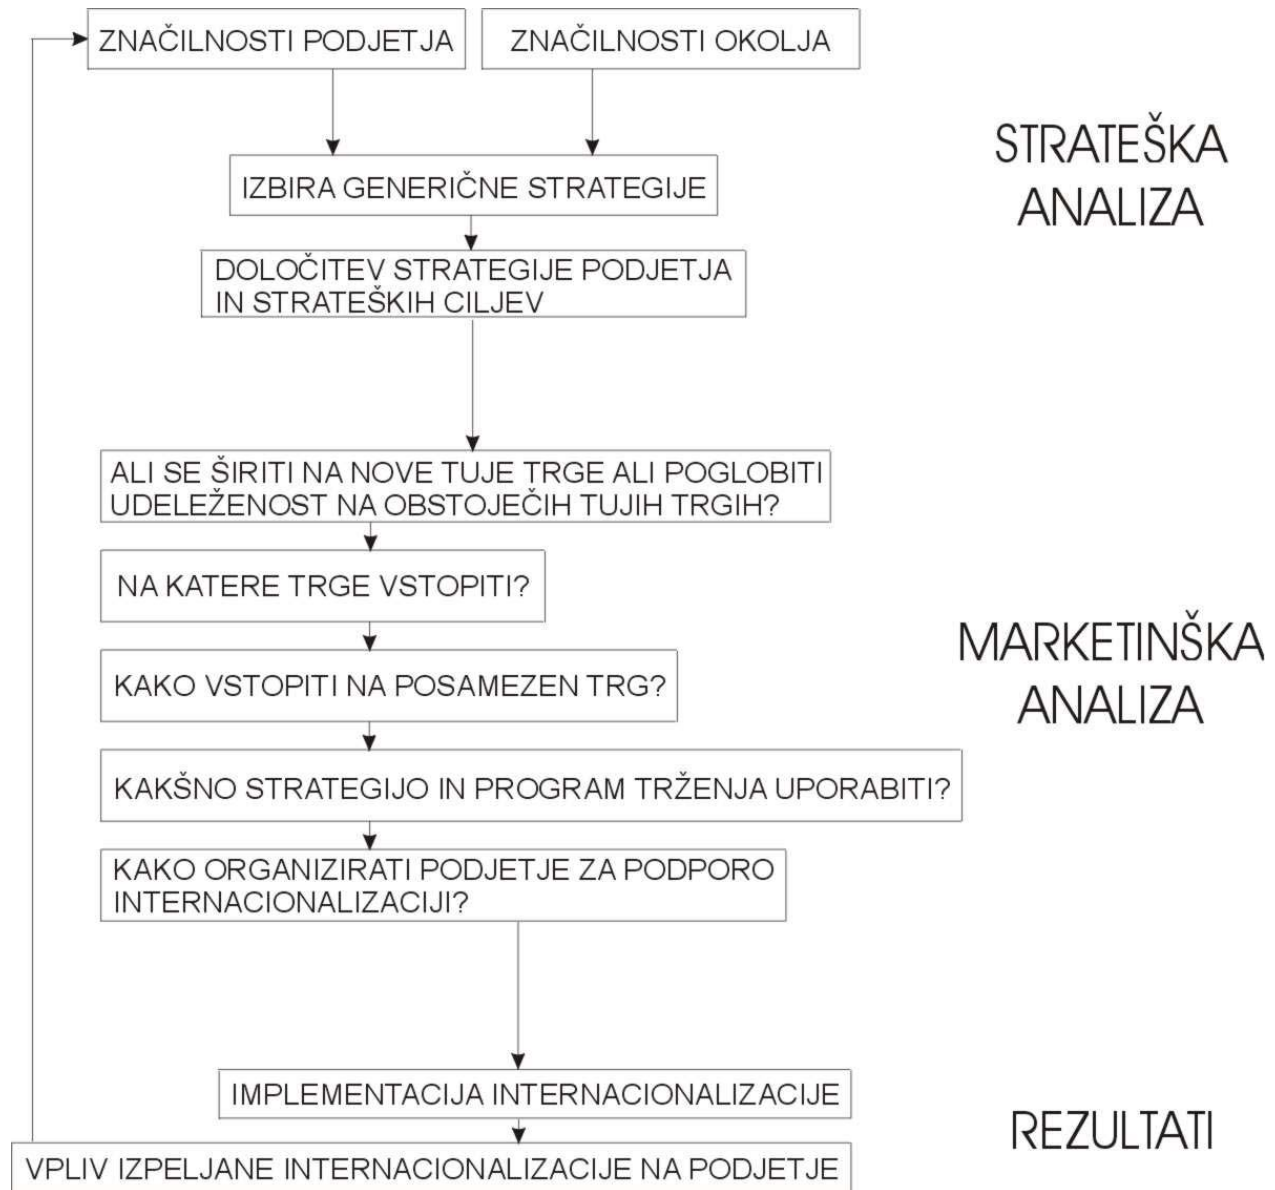 ZNAČILNOSTI PODJETJA
ZNAČILNOSTI OKOLJA
STRATEŠKA
ANALIZA
IZBIRA GENERIČNE STRATEGIJE
DOLOČITEV STRATEGIJE PODJETJA
IN STRATEŠKIH CILJEV
ALI SE ŠIRITI NA NOVE TUJE TRGE ALI POGLOBITI
UDELEŽENOST NA OBSTOJEČIH TUJIH TRGIH?
NA KATERE TRGE VSTOPITI?
KAKO VSTOPITI NA POSAMEZEN TRG?
MARKETINŠKA
ANALIZA
KAKŠNO STRATEGIJO IN PROGRAM TRŽENJA UPORABITI?
KAKO ORGANIZIRATI PODJETJE ZA PODPORO
INTERNACIONALIZACIJI?
IMPLEMENTACIJA INTERNACIONALIZACIJE
REZULTATI
VPLIV IZPELJANE INTERNACIONALIZACIJE NA PODJETJE